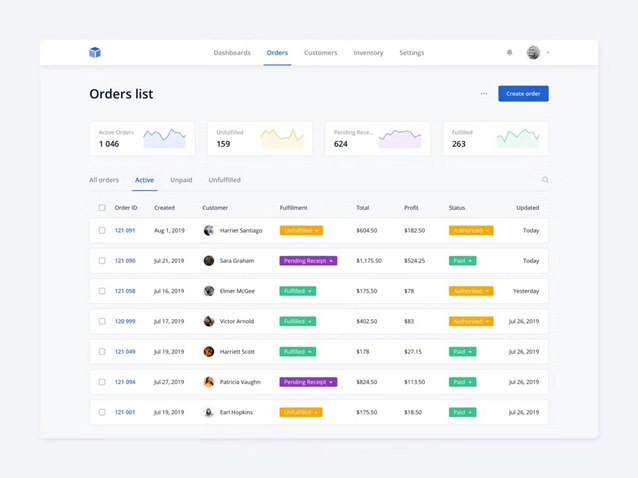 Dashboards Orders Customers Inventory Settings
Orders list
Create order
Active Orders Unfulfilled Pending Rece... Fulfilled
1 046 159 624 263
All orders Active Unpaid Unfulfilled
Order ID Created Customer Fulfillment Total Profit Status Updated
121 091 Aug 1, 2019 Harriet Santiago Unfulfilled $604.50 $182.50 Authorised Today
121 090 Jul 21, 2019 Sara Graham Pending Receipt $1,175.50 $524.25 Paid Today
121 058 Jul 16, 2019 Elmer McGee Fulfilled $175.50 $78 Authorised Yesterday
120 999 Jul 17, 2019 Victor Arnold Fulfilled $402.50 $83 Authorised Jul 26, 2019
121 049 Jul 19, 2019 Harriett Scott Fulfilled $178 $27.15 Paid Jul 26, 2019
121 094 Jul 27, 2019 Patricia Vaughn Pending Receipt $824.50 $113.50 Paid Jul 26, 2019
121 001 Jul 19, 2019 Earl Hopkins Unfulfilled $175.50 $18.50 Paid Jul 26, 2019